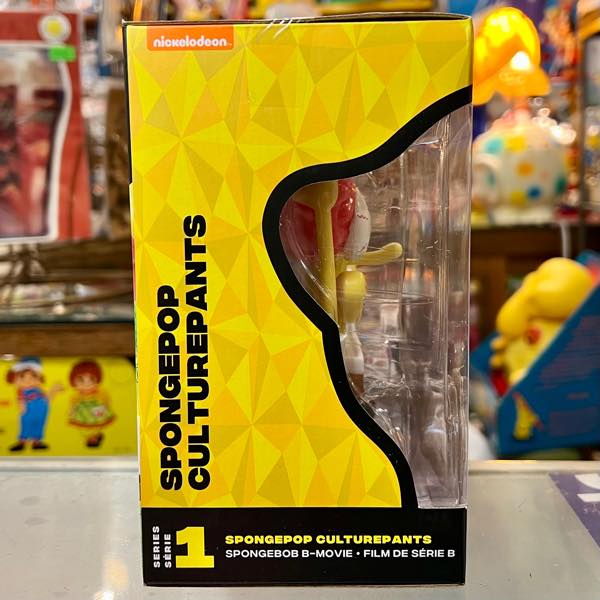 nickelodeon
SPONGEPOP
CULTUREPANTS
SERIES
SÉRIE
1
SPONGEPOP CULTUREPANTS
SPONGEBOB B-MOVIE • FILM DE SÉRIE B